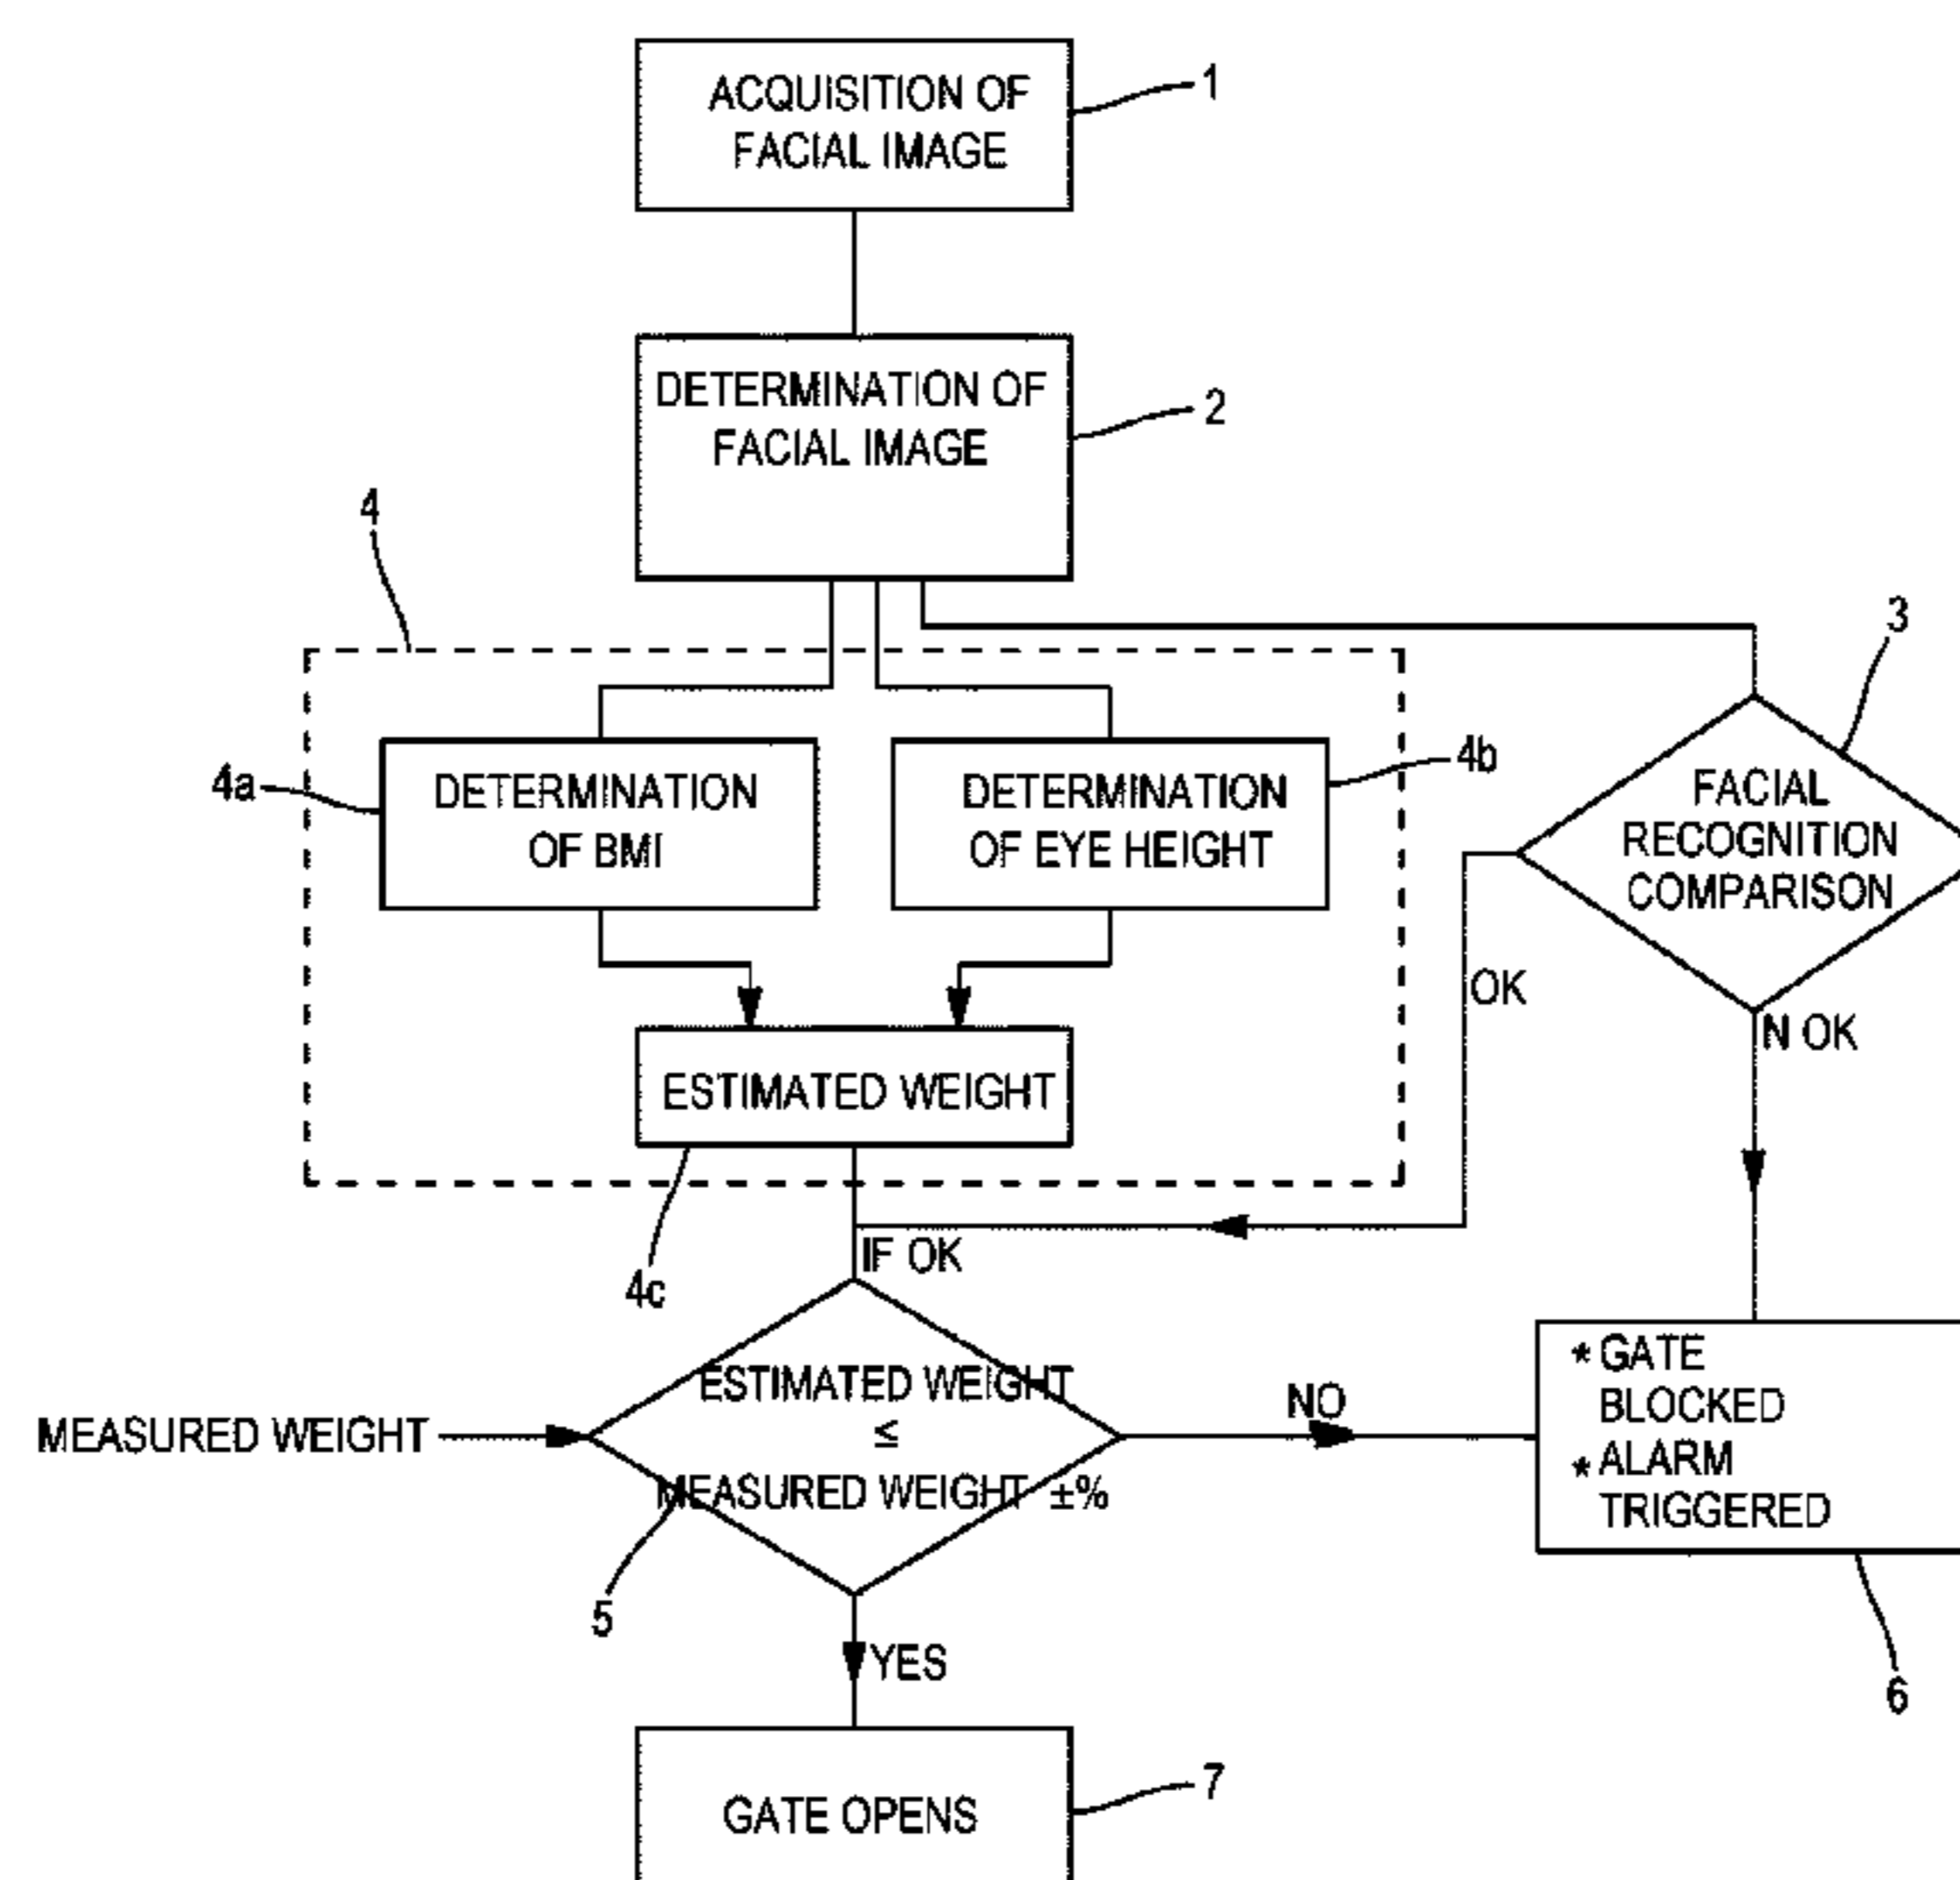 ACQUISITION OF
FACIAL IMAGE
1
DETERMINATION OF
FACIAL IMAGE
2
4
3
4a
DETERMINATION
OF BMI
DETERMINATION
OF EYE HEIGHT
4b
FACIAL
RECOGNITION
COMPARISON
OK
N OK
ESTIMATED WEIGHT
4c
IF OK
MEASURED WEIGHT
ESTIMATED WEIGHT
≤
MEASURED WEIGHT ±%
5
NO
* GATE
BLOCKED
* ALARM
TRIGGERED
6
YES
GATE OPENS
7